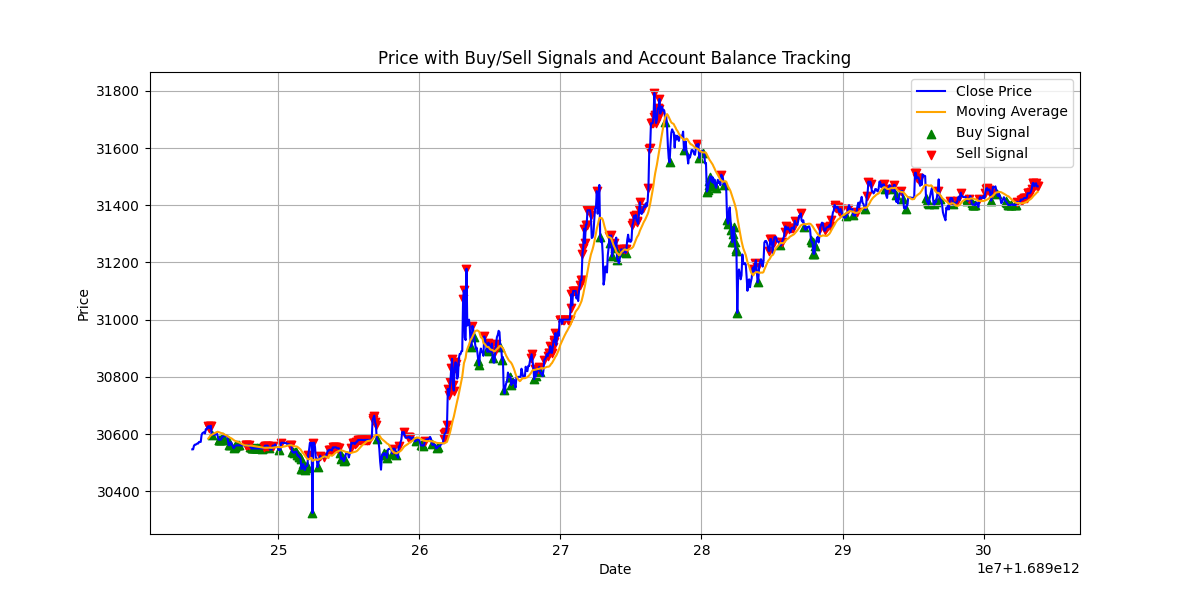 Price with Buy/Sell Signals and Account Balance Tracking
Close Price
Moving Average
Buy Signal
Sell Signal
31800
31600
31400
31200
31000
30800
30600
30400
Price
25 26 27 28 29 30
Date
1e7+1.689e12